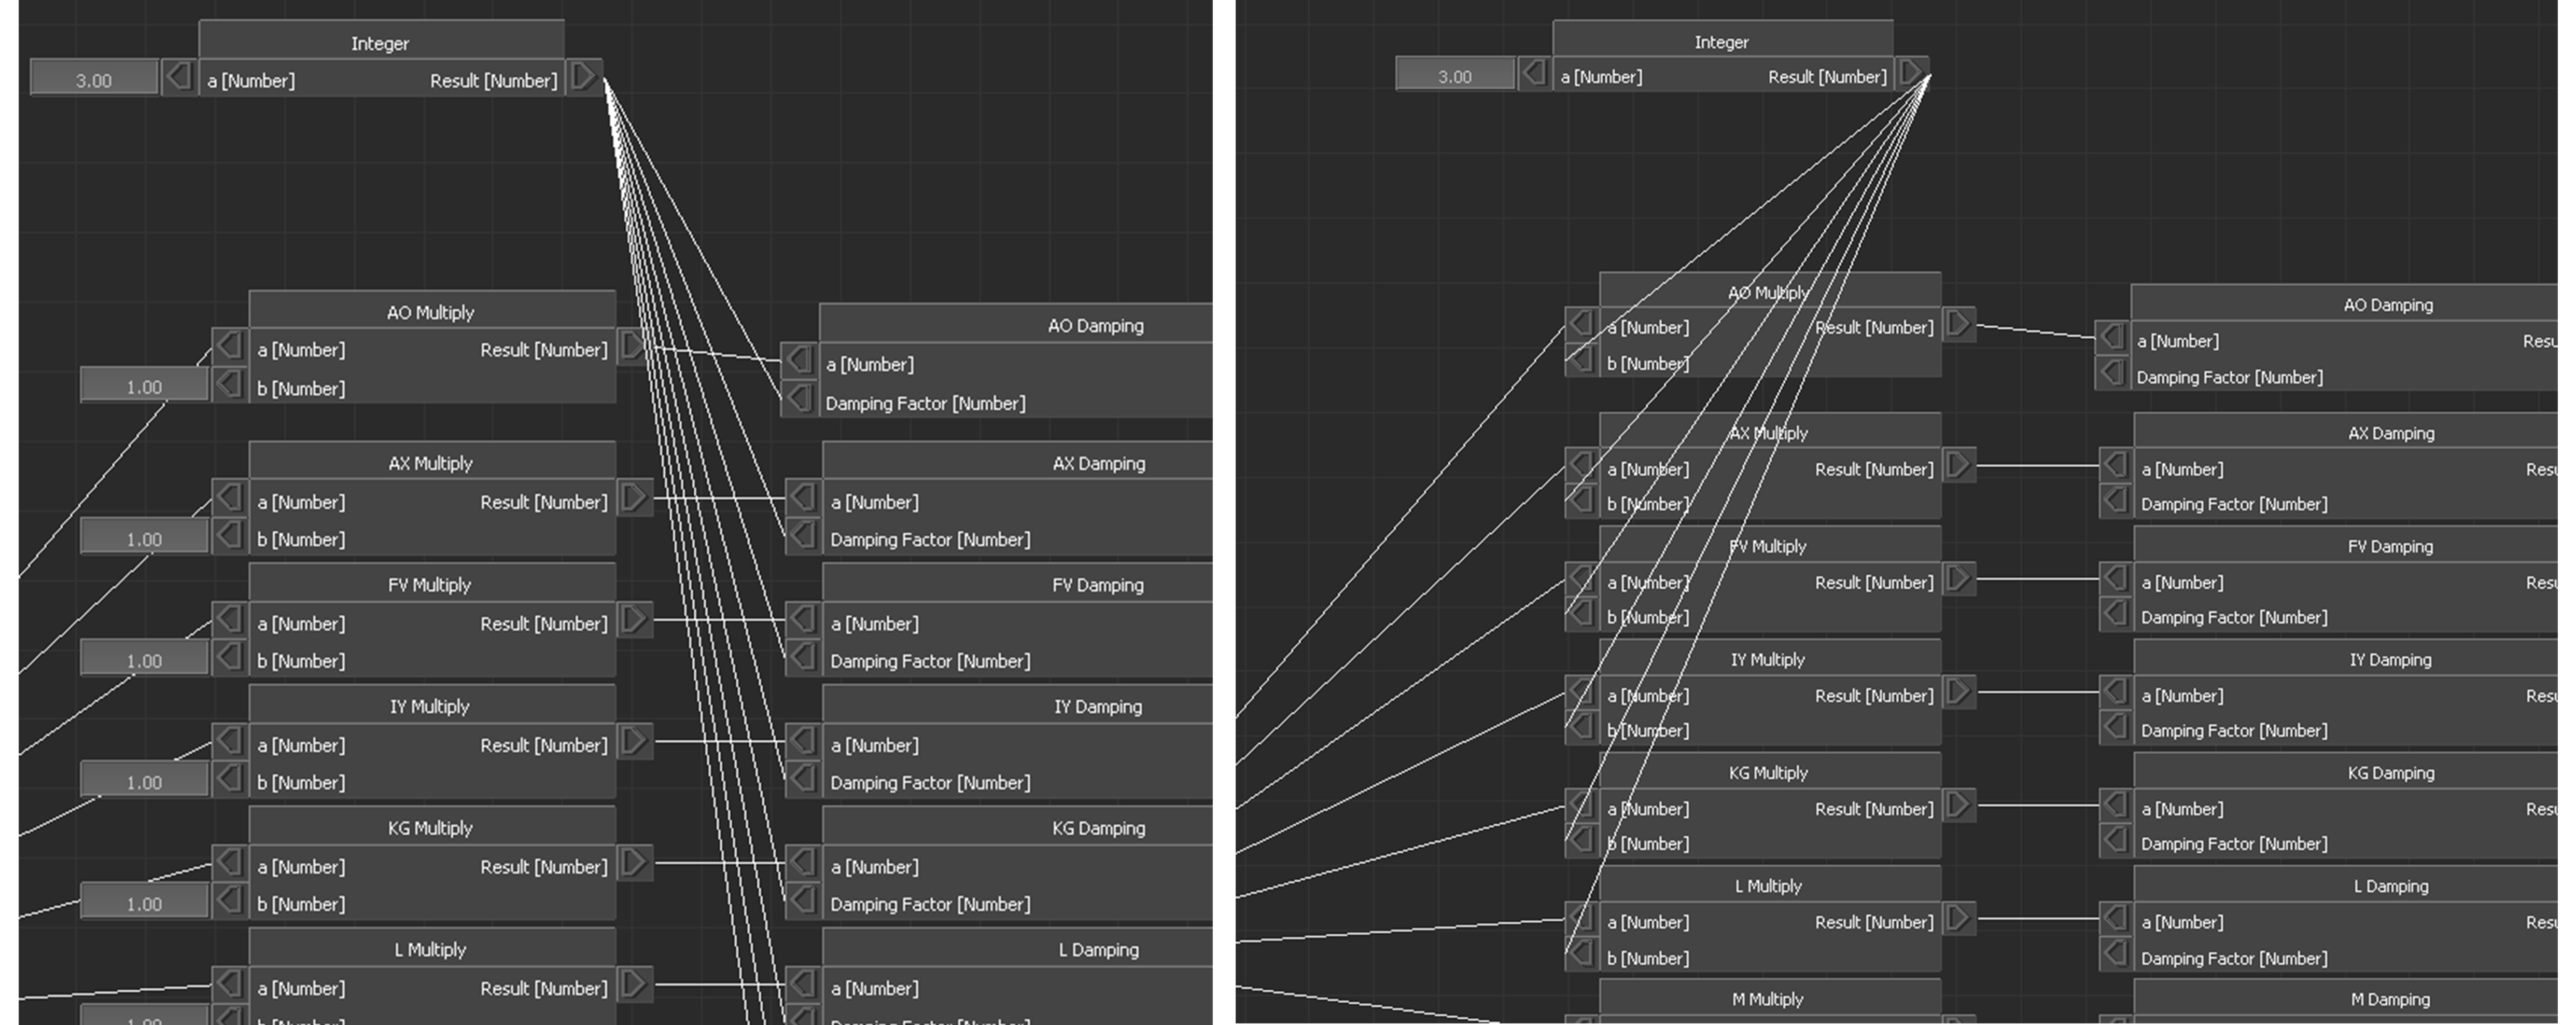 Integer
3.00
a [Number] Result [Number]
AO Multiply
a [Number] Result [Number]
1.00
b [Number]
AO Damping
a [Number]
Damping Factor [Number]
AX Multiply
a [Number] Result [Number]
1.00
b [Number]
AX Damping
a [Number]
Damping Factor [Number]
FV Multiply
a [Number] Result [Number]
1.00
b [Number]
FV Damping
a [Number]
Damping Factor [Number]
IY Multiply
a [Number] Result [Number]
1.00
b [Number]
IY Damping
a [Number]
Damping Factor [Number]
KG Multiply
a [Number] Result [Number]
1.00
b [Number]
KG Damping
a [Number]
Damping Factor [Number]
L Multiply
a [Number] Result [Number]
L Damping
a [Number]
Integer
3.00
a [Number] Result [Number]
AO Multiply
a [Number] Result [Number]
b [Number]
AO Damping
a [Number] Resu
Damping Factor [Number]
AX Multiply
a [Number] Result [Number]
b [Number]
AX Damping
a [Number] Resu
Damping Factor [Number]
FV Multiply
a [Number] Result [Number]
b [Number]
FV Damping
a [Number] Resu
Damping Factor [Number]
IY Multiply
a [Number] Result [Number]
b [Number]
IY Damping
a [Number] Resu
Damping Factor [Number]
KG Multiply
a [Number] Result [Number]
b [Number]
KG Damping
a [Number] Resu
Damping Factor [Number]
L Multiply
a [Number] Result [Number]
b [Number]
L Damping
a [Number] Resu
Damping Factor [Number]
M Multiply
M Damping